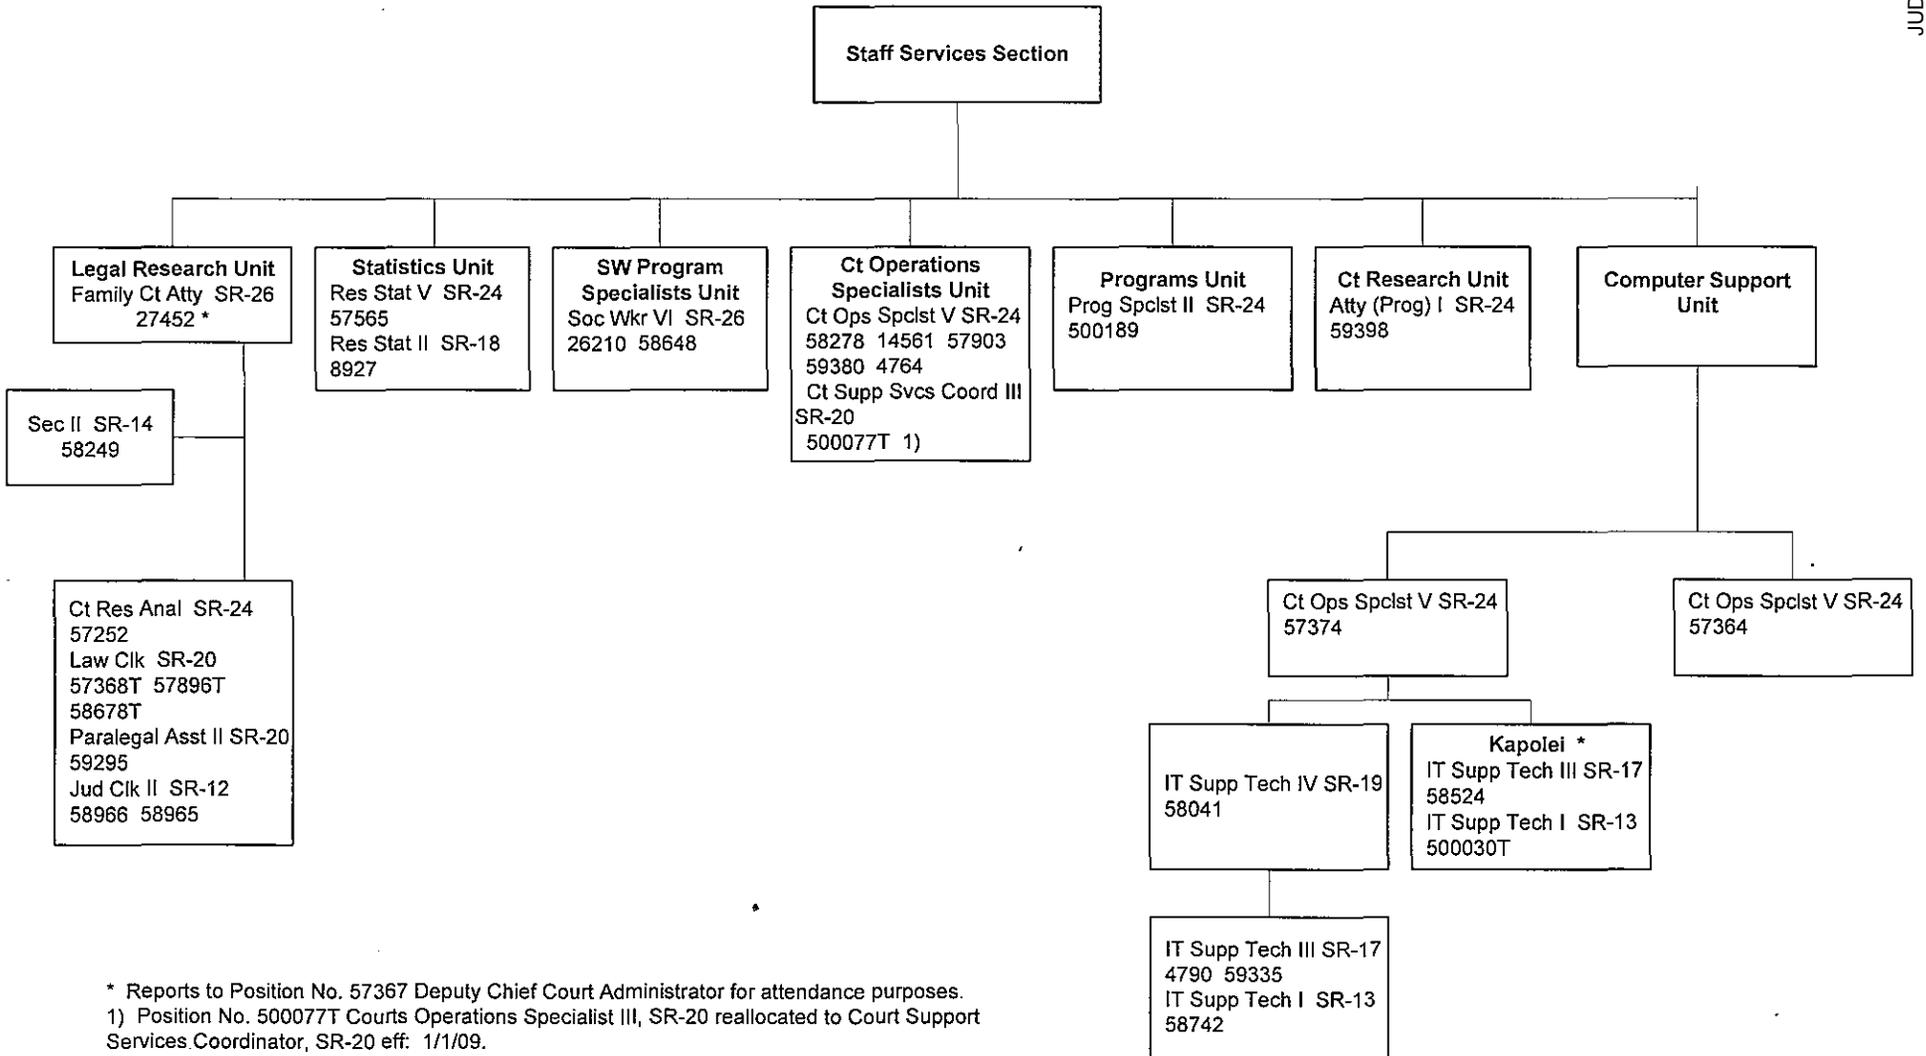 JUD
Staff Services Section
Legal Research Unit
Family Ct Atty SR-26
27452 *
Statistics Unit
Res Stat V SR-24
57565
Res Stat II SR-18
8927
SW Program
Specialists Unit
Soc Wkr VI SR-26
26210 58648
Ct Operations
Specialists Unit
Ct Ops Spclst V SR-24
58278 14561 57903
59380 4764
Ct Supp Svcs Coord III
SR-20
500077T 1)
Programs Unit
Prog Spclst II SR-24
500189
Ct Research Unit
Atty (Prog) I SR-24
59398
Computer Support
Unit
Sec II SR-14
58249
Ct Res Anal SR-24
57252
Law Clk SR-20
57368T 57896T
58678T
Paralegal Asst II SR-20
59295
Jud Clk II SR-12
58966 58965
Ct Ops Spclst V SR-24
57374
Ct Ops Spclst V SR-24
57364
IT Supp Tech IV SR-19
58041
Kapolei *
IT Supp Tech III SR-17
58524
IT Supp Tech I SR-13
500030T
IT Supp Tech III SR-17
4790 59335
IT Supp Tech I SR-13
58742
* Reports to Position No. 57367 Deputy Chief Court Administrator for attendance purposes.
1) Position No. 500077T Courts Operations Specialist III, SR-20 reallocated to Court Support
Services Coordinator, SR-20 eff: 1/1/09.